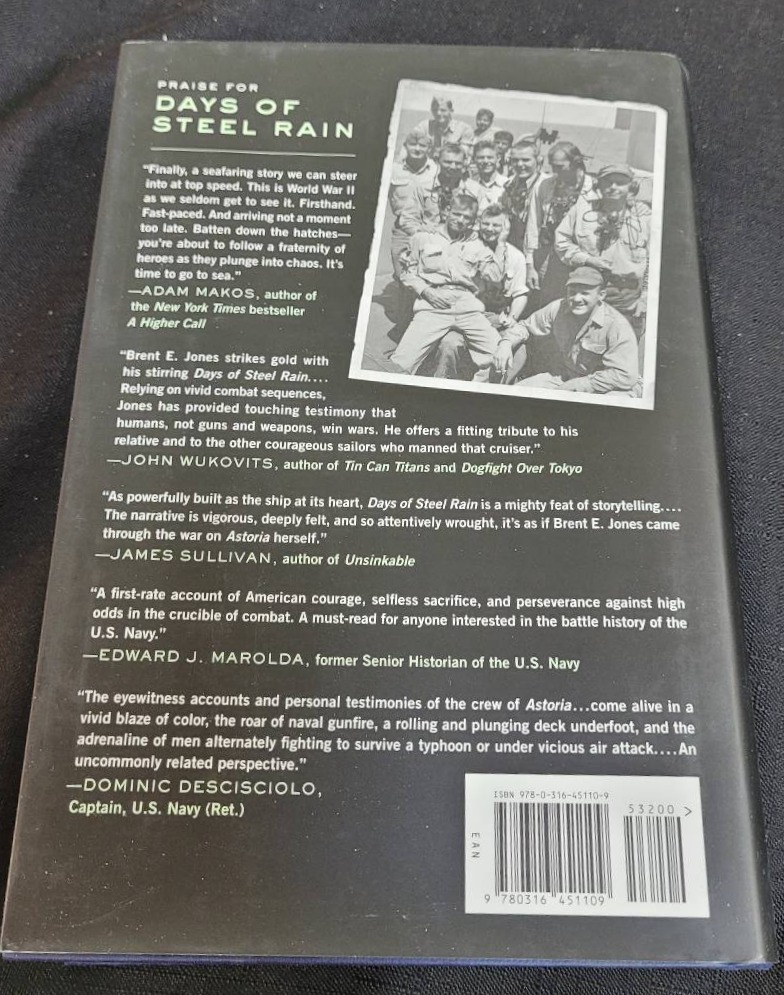 PRAISE FOR
DAYS OF
STEEL RAIN
“Finally, a seafaring story we can steer
into at top speed. This is World War II
as we seldom get to see it. Firsthand.
Fast-paced. And arriving not a moment
too late. Batten down the hatches—
you’re about to follow a fraternity of
heroes as they plunge into chaos. It’s
time to go to sea.”
—ADAM MAKOS, author of
the New York Times bestseller
A Higher Call
“Brent E. Jones strikes gold with
his stirring Days of Steel Rain....
Relying on vivid combat sequences,
Jones has provided touching testimony that
humans, not guns and weapons, win wars. He offers a fitting tribute to his
relative and to the other courageous sailors who manned that cruiser.”
—JOHN WUKOVITS, author of Tin Can Titans and Dogfight Over Tokyo
“As powerfully built as the ship at its heart, Days of Steel Rain is a mighty feat of storytelling....
The narrative is vigorous, deeply felt, and so attentively wrought, it’s as if Brent E. Jones came
through the war on Astoria herself.”
—JAMES SULLIVAN, author of Unsinkable
“A first-rate account of American courage, selfless sacrifice, and perseverance against high
odds in the crucible of combat. A must-read for anyone interested in the battle history of the
U.S. Navy.”
—EDWARD J. MAROLDA, former Senior Historian of the U.S. Navy
“The eyewitness accounts and personal testimonies of the crew of Astoria...come alive in a
vivid blaze of color, the roar of naval gunfire, a rolling and plunging deck underfoot, and the
adrenaline of men alternately fighting to survive a typhoon or under vicious air attack....An
uncommonly related perspective.”
—DOMINIC DESCISCIOLO,
Captain, U.S. Navy (Ret.)
ISBN 978-0-316-45110-9
53200 >
EAN
9 780316 451109